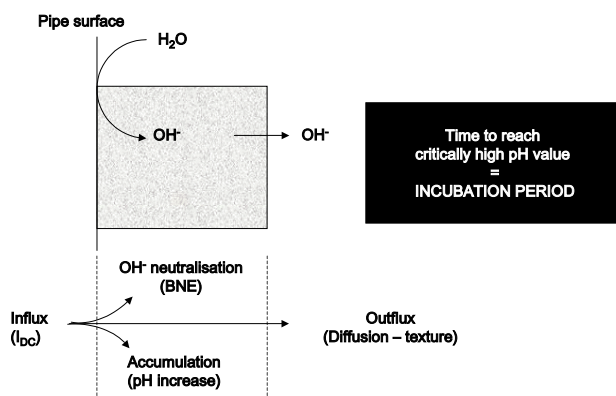 Pipe surface
H₂O
OH⁻
OH⁻
Time to reach
critically high pH value
=
INCUBATION PERIOD
OH⁻ neutralisation
(BNE)
Influx
(I_DC)
Outflux
(Diffusion – texture)
Accumulation
(pH increase)